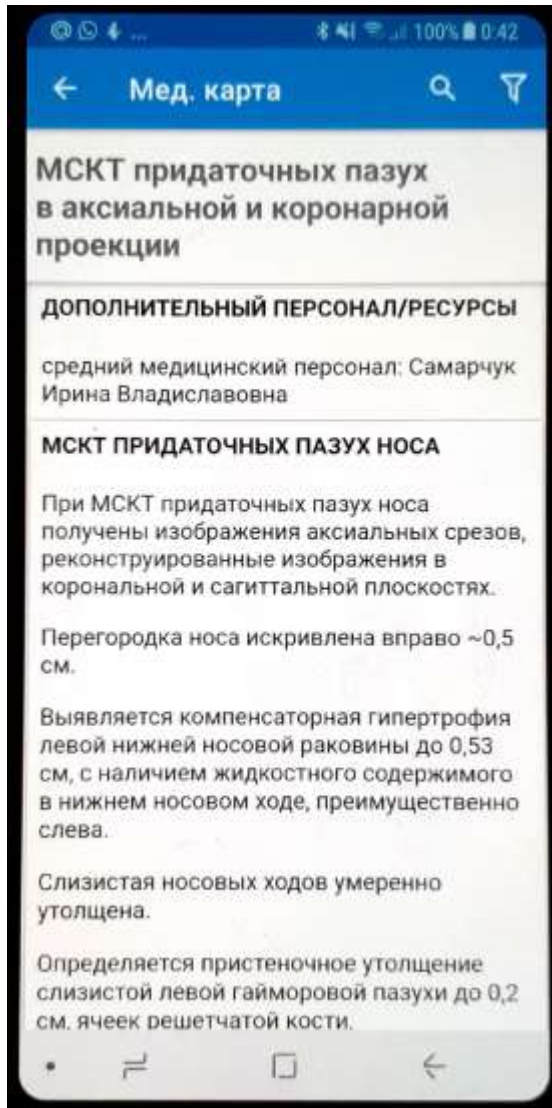 100% 0:42
Мед. карта
МСКТ придаточных пазух
в аксиальной и коронарной
проекции
ДОПОЛНИТЕЛЬНЫЙ ПЕРСОНАЛ/РЕСУРСЫ
средний медицинский персонал: Самарчук
Ирина Владиславовна
МСКТ ПРИДАТОЧНЫХ ПАЗУХ НОСА
При МСКТ придаточных пазух носа
получены изображения аксиальных срезов,
реконструированные изображения в
корональной и сагиттальной плоскостях.
Перегородка носа искривлена вправо ~0,5
см.
Выявляется компенсаторная гипертрофия
левой нижней носовой раковины до 0,53
см, с наличием жидкостного содержимого
в нижнем носовом ходе, преимущественно
слева.
Слизистая носовых ходов умеренно
утолщена.
Определяется пристеночное утолщение
слизистой левой гайморовой пазухи до 0,2
см, ячеек решетчатой кости.